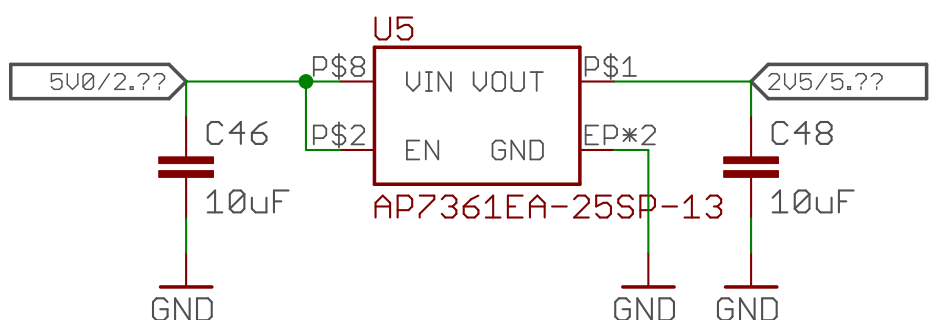 U5
P$8
P$1
5V0/2.??
VIN VOUT
2V5/5.??
P$2
EP*2
C46
EN GND
C48
10uF
AP7361EA-25SP-13
10uF
GND
GND
GND